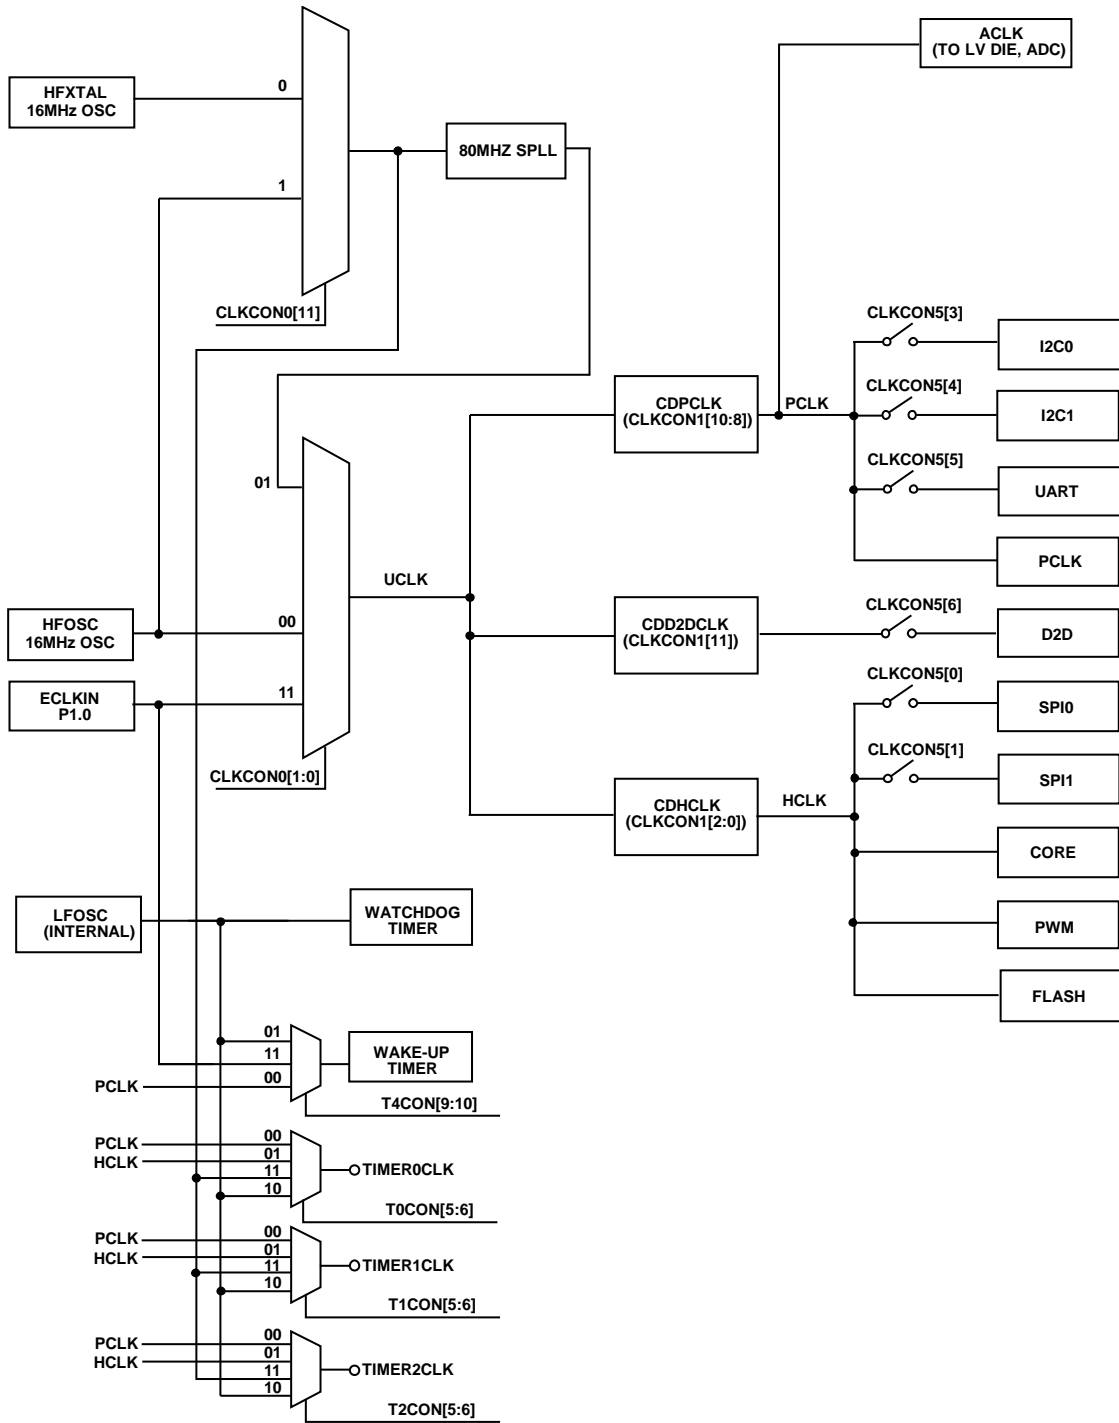 ACLK
(TO LV DIE, ADC)
HFXTAL
16MHz OSC
0
80MHZ SPLL
1
CLKCON0[11]
CLKCON5[3]
I2C0
CDPCLK
(CLKCON1[10:8])
PCLK
CLKCON5[4]
I2C1
CLKCON5[5]
UART
01
PCLK
UCLK
HFOSC
16MHz OSC
00
CDD2DCLK
(CLKCON1[11])
CLKCON5[6]
D2D
ECLKIN
P1.0
11
CLKCON5[0]
SPI0
CLKCON0[1:0]
CLKCON5[1]
SPI1
CDHCLK
(CLKCON1[2:0])
HCLK
CORE
LFOSC
(INTERNAL)
WATCHDOG
TIMER
PWM
FLASH
01
11
00
PCLK
WAKE-UP
TIMER
T4CON[9:10]
PCLK
HCLK
00
01
11
10
TIMER0CLK
T0CON[5:6]
PCLK
HCLK
00
01
11
10
TIMER1CLK
T1CON[5:6]
PCLK
HCLK
00
01
11
10
TIMER2CLK
T2CON[5:6]